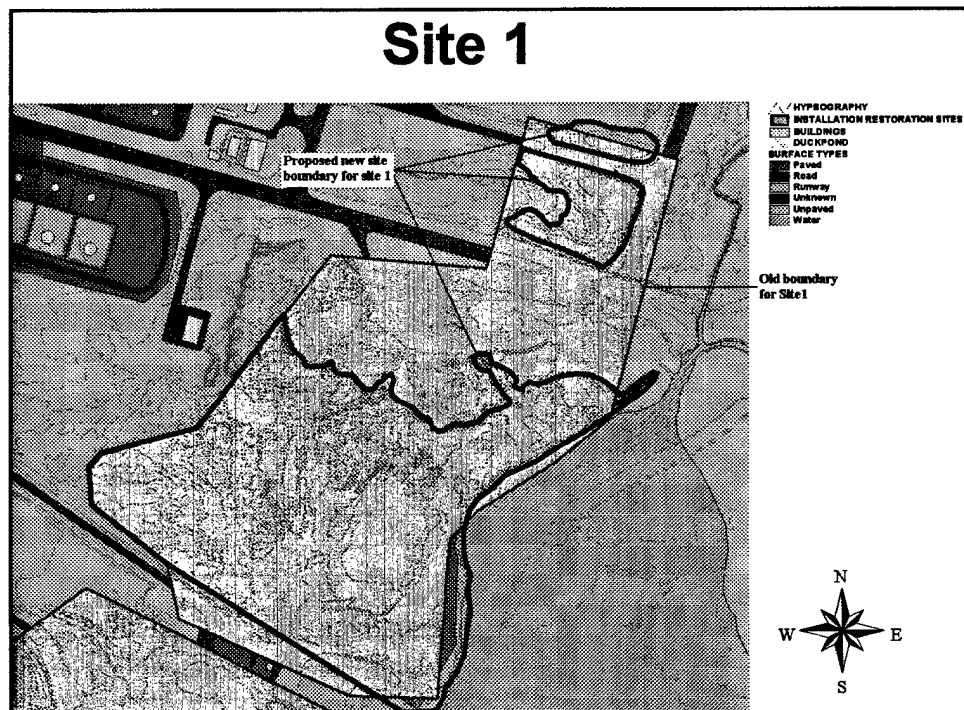 Site 1
Proposed new site
boundary for site 1
HYPSOGRAPHY
INSTALLATION RESTORATION SITES
BUILDINGS
DUCKPOND
SURFACE TYPES
Paved
Road
Runway
Unknown
Unpaved
Water
Old boundary
for Site1
N
W
E
S